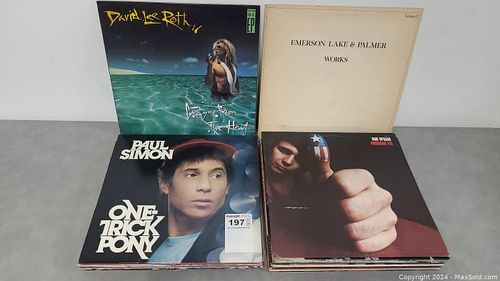 David Lee Roth
EP
Crazy From
The Heat
Volume 2
EMERSON LAKE & PALMER
WORKS
PAUL
SIMON
ONE-
TRICK
PONY
197
DON McLEAN
AMERICAN PIE
Copyright 2024 - MaxSold.com